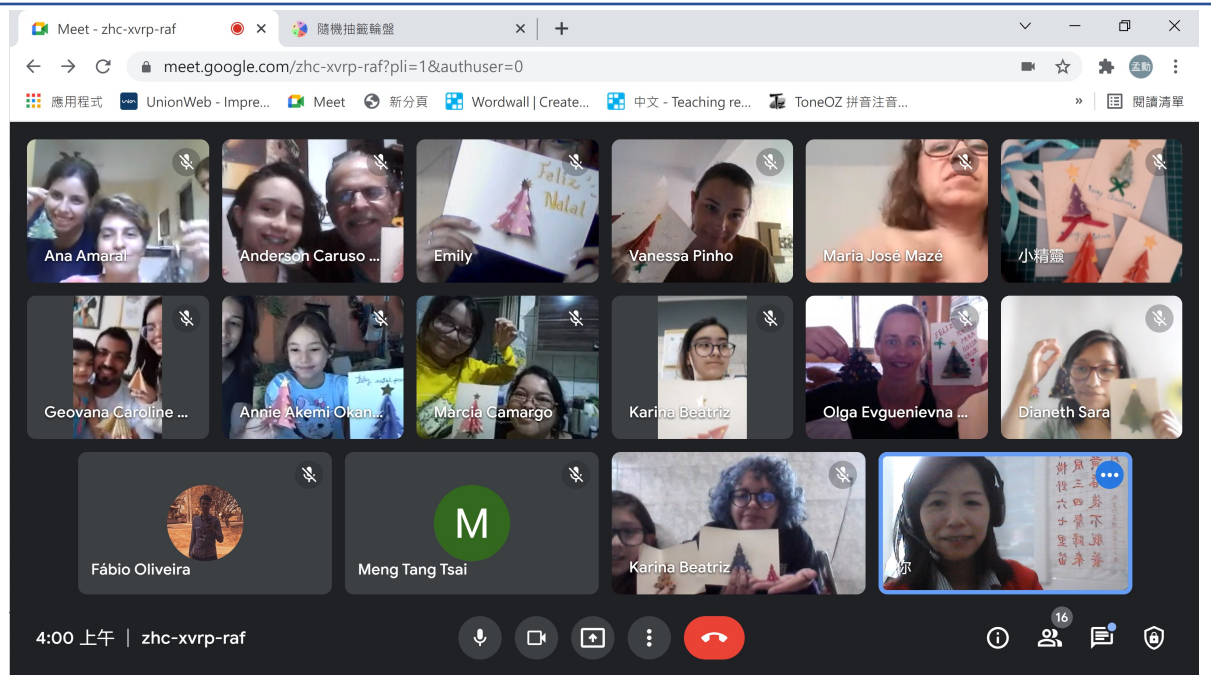 Meet - zhc-xvrp-raf
隨機抽籤輪盤
meet.google.com/zhc-xvrp-raf?pli=1&authuser=0
孟勳
應用程式
UnionWeb - Impre...
Meet
新分頁
Wordwall | Create...
中文 - Teaching re...
ToneOZ 拼音注音...
»
閱讀清單
Feliz
Natal
Ana Amaral
Anderson Caruso ...
Emily
Vanessa Pinho
Maria José Mazé
小精靈
Geovana Caroline ...
Annie Akemi Okan...
Marcia Camargo
Karina Beatriz
Olga Evguenievna ...
Dianeth Sara
M
Fábio Oliveira
Meng Tang Tsai
Karina Beatriz
你
4:00 上午 | zhc-xvrp-raf
16